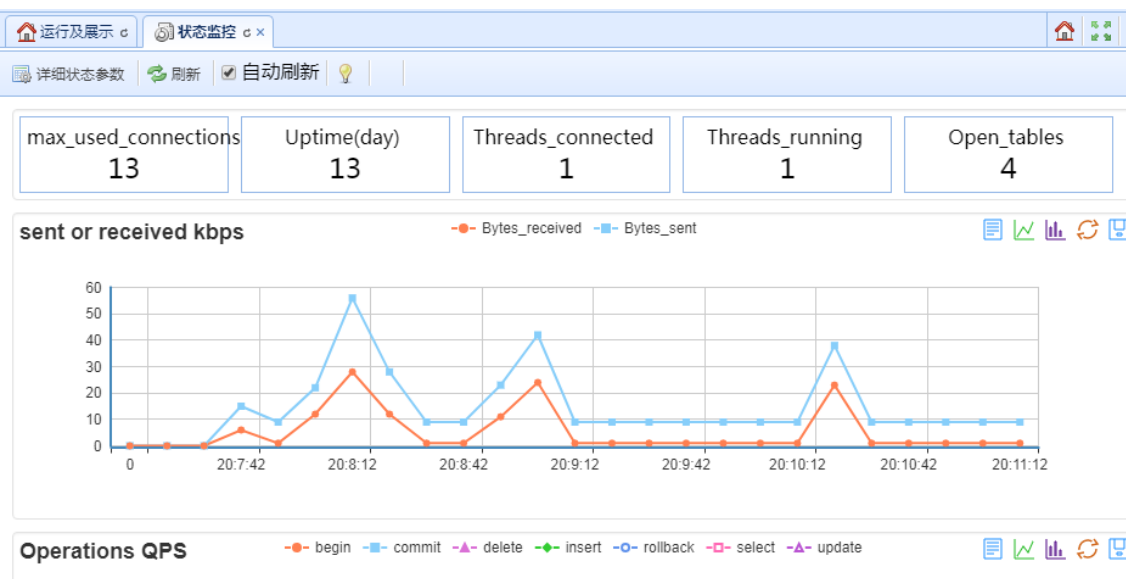 运行及展示
状态监控
详细状态参数 刷新 自动刷新
max_used_connections Uptime(day) Threads_connected Threads_running Open_tables
13 13 1 1 4
sent or received kbps Bytes_received Bytes_sent
60
50
40
30
20
10
0
0 20:7:42 20:8:12 20:8:42 20:9:12 20:9:42 20:10:12 20:10:42 20:11:12
Operations QPS begin commit delete insert rollback select update